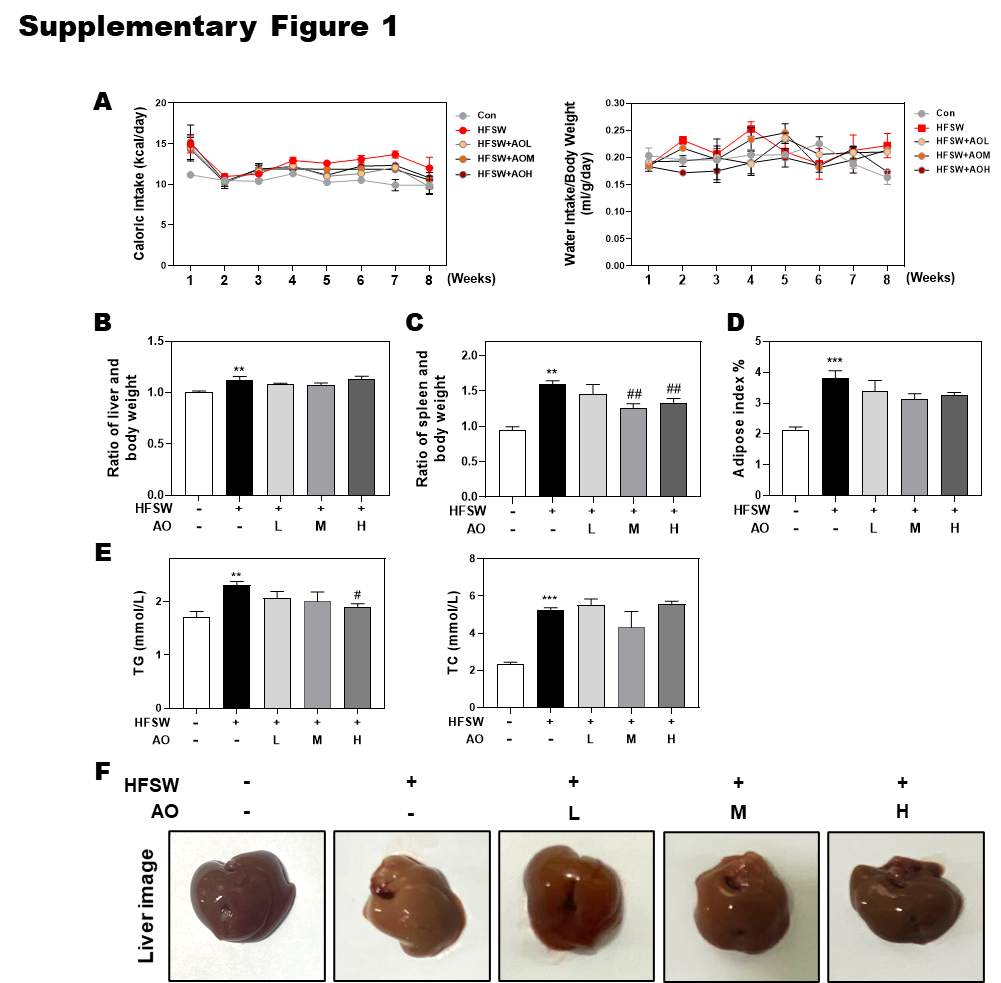 Supplementary Figure 1
A
Caloric intake (kcal/day)
20
15
10
5
0
1 2 3 4 5 6 7 8 (Weeks)
Con
HFSW
HFSW+AOL
HFSW+AOM
HFSW+AOH
Water Intake/Body Weight
(ml/g/day)
0.30
0.25
0.20
0.15
0.10
0.05
0.00
1 2 3 4 5 6 7 8 (Weeks)
Con
HFSW
HFSW+AOL
HFSW+AOM
HFSW+AOH
B
Ratio of liver and
body weight
1.5
1.0
0.5
0.0
**
HFSW - + + + +
AO - - L M H
C
Ratio of spleen and
body weight
2.0
1.5
1.0
0.5
0.0
** ## ##
HFSW - + + + +
AO - - L M H
D
Adipose index %
5
4
3
2
1
0
***
HFSW - + + + +
AO - - L M H
E
TG (mmol/L)
2
1
0
** #
HFSW - + + + +
AO - - L M H
TC (mmol/L)
8
6
4
2
0
***
HFSW - + + + +
AO - - L M H
F
HFSW - + + + +
AO - - L M H
Liver image